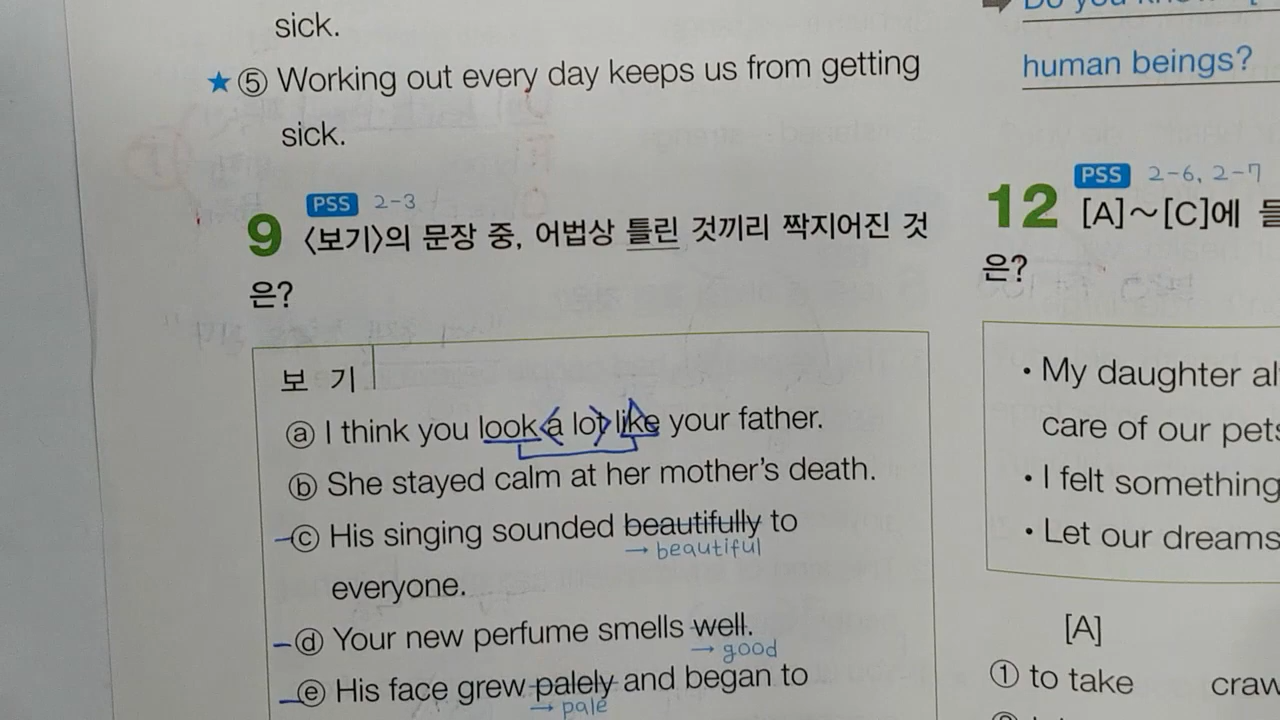 sick.
★ ⑤ Working out every day keeps us from getting
sick.
PSS 2-3
9 〈보기〉의 문장 중, 어법상 틀린 것끼리 짝지어진 것
은?
보 기
ⓐ I think you look a lot like your father.
ⓑ She stayed calm at her mother's death.
ⓒ His singing sounded beautifully to
→ beautiful
everyone.
ⓓ Your new perfume smells well.
→ good
ⓔ His face grew palely and began to
→ pale
human beings?
PSS 2-6, 2-7
12 [A]~[C]에
은?
• My daughter
care of our pets
• I felt something
• Let our dreams
[A]
① to take